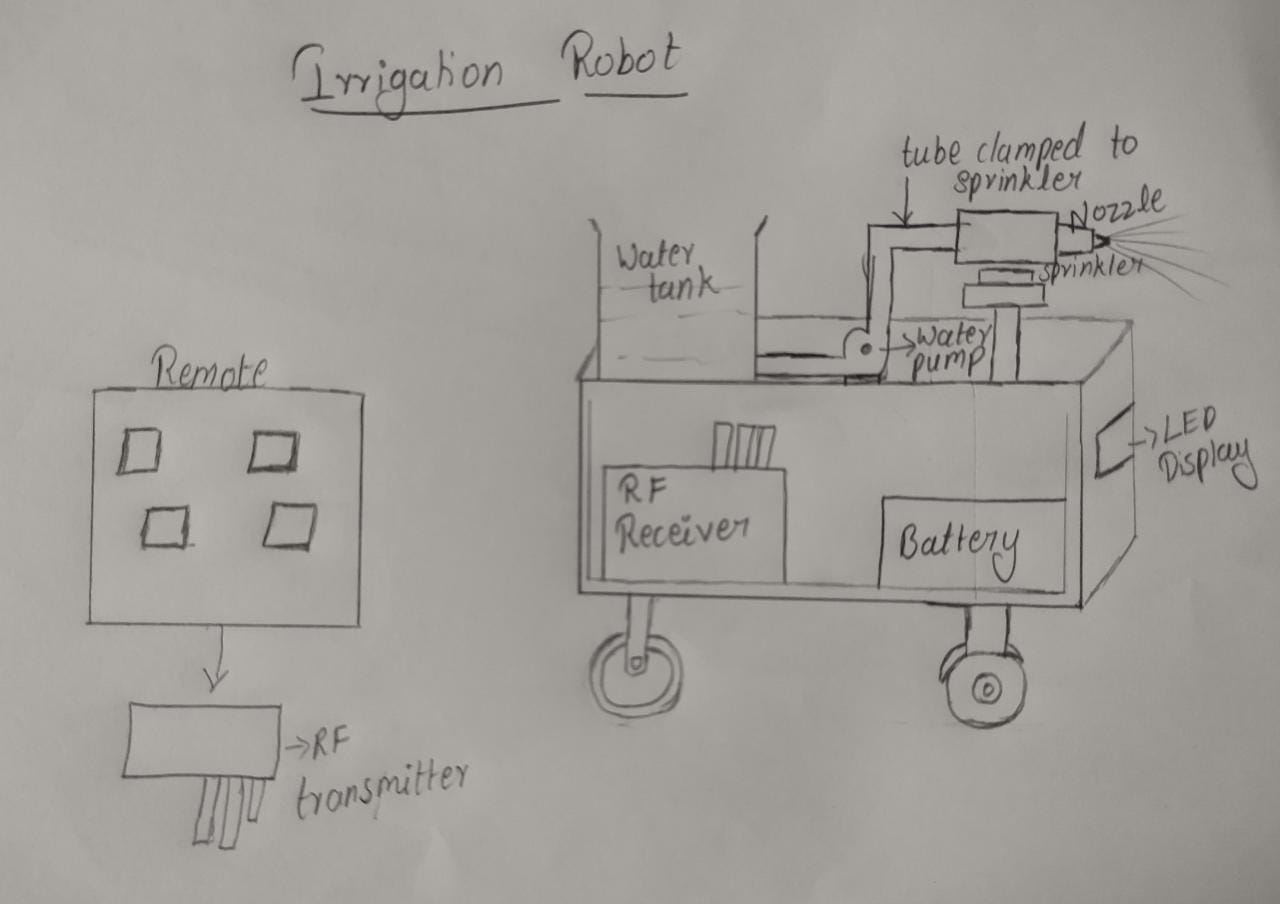 Irrigation Robot
tube clamped to
sprinkler
Nozzle
Water
tank
sprinkler
Water
pump
Remote
LED
Display
RF
Receiver
Battery
RF
transmitter